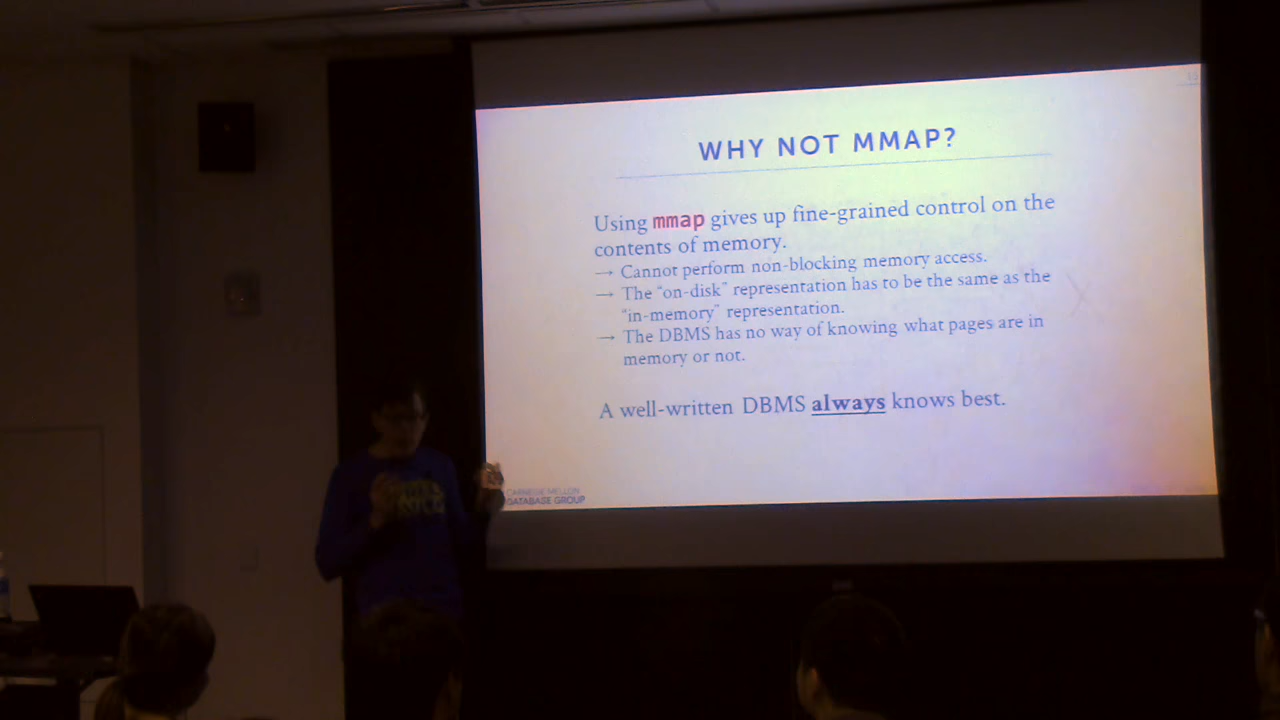 WHY NOT MMAP?
Using mmap gives up fine-grained control on the
contents of memory.
→ Cannot perform non-blocking memory access.
→ The “on-disk” representation has to be the same as the
“in-memory” representation.
→ The DBMS has no way of knowing what pages are in
memory or not.
A well-written DBMS always knows best.
CARNEGIE MELLON
DATABASE GROUP